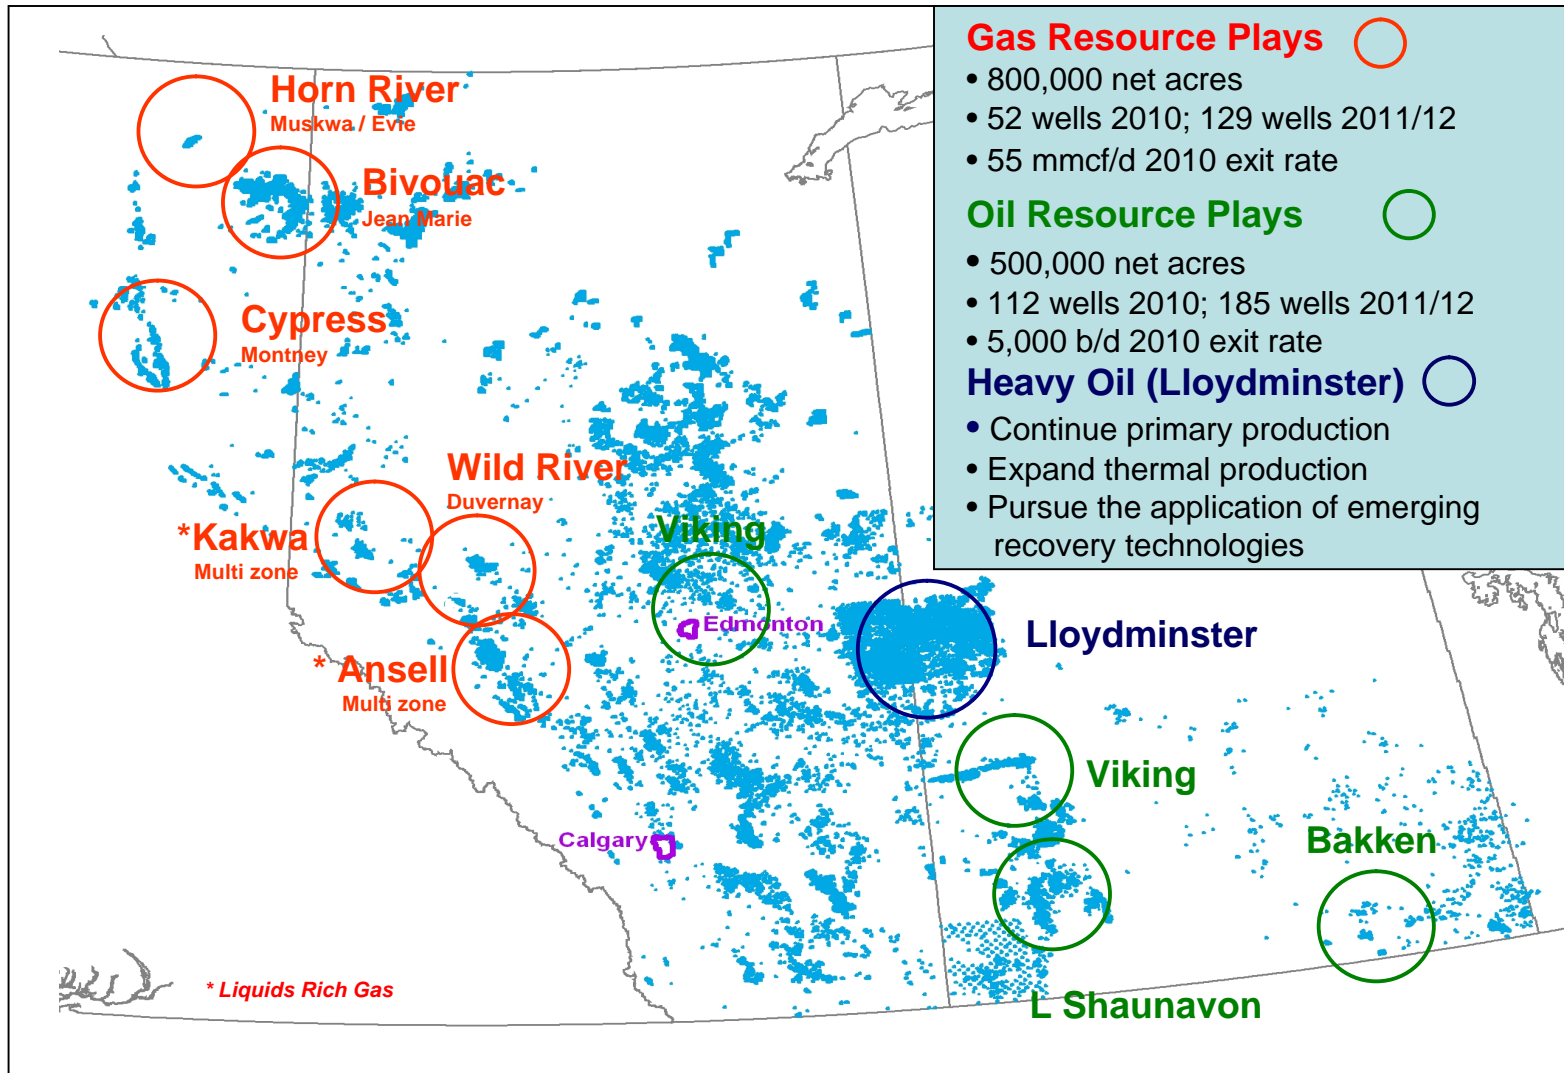 Gas Resource Plays
• 800,000 net acres
• 52 wells 2010; 129 wells 2011/12
• 55 mmcf/d 2010 exit rate
Oil Resource Plays
• 500,000 net acres
• 112 wells 2010; 185 wells 2011/12
• 5,000 b/d 2010 exit rate
Heavy Oil (Lloydminster)
• Continue primary production
• Expand thermal production
• Pursue the application of emerging
recovery technologies
Horn River
Muskwa / Evie
Bivouac
Jean Marie
Cypress
Montney
Wild River
Duvernay
*Kakwa
Multi zone
Viking
Edmonton
* Ansell
Multi zone
Lloydminster
Viking
Calgary
Bakken
* Liquids Rich Gas
L Shaunavon